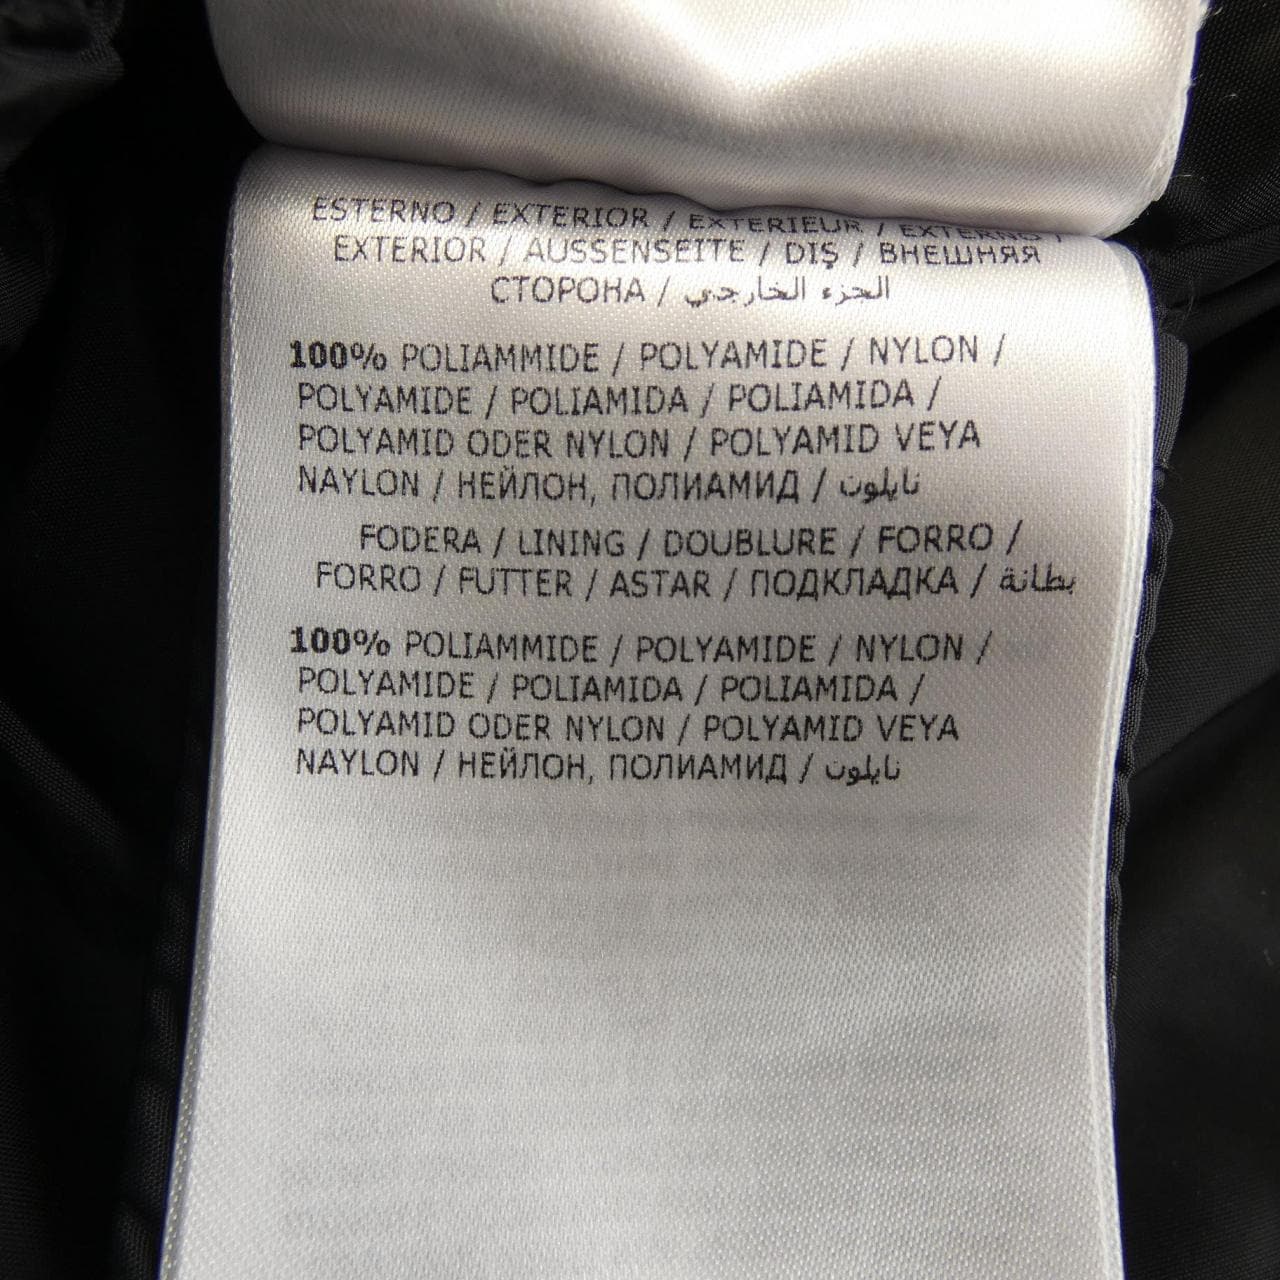 ESTERNO / EXTERIOR / EXTERIEUR / EXTERNO /
EXTERIOR / AUSSENSEITE / DIŞ / ВНЕШНЯЯ
СТОРОНА / الجزء الخارجي
100% POLIAMMIDE / POLYAMIDE / NYLON /
POLYAMIDE / POLIAMIDA / POLIAMIDA /
POLYAMID ODER NYLON / POLYAMID VEYA
NAYLON / НЕЙЛОН, ПОЛИАМИД / نايلون
FODERA / LINING / DOUBLURE / FORRO /
FORRO / FUTTER / ASTAR / ПОДКЛАДКА / بطانة
100% POLIAMMIDE / POLYAMIDE / NYLON /
POLYAMIDE / POLIAMIDA / POLIAMIDA /
POLYAMID ODER NYLON / POLYAMID VEYA
NAYLON / НЕЙЛОН, ПОЛИАМИД / نايلون